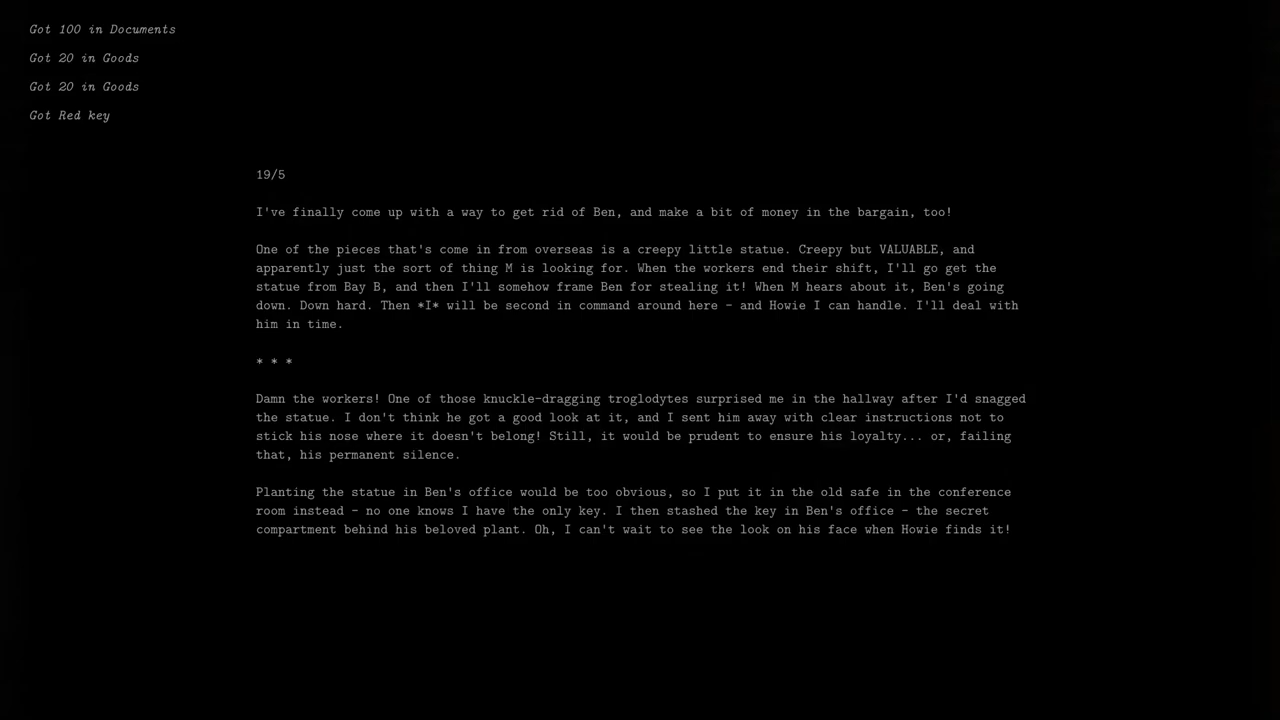 Got 100 in Documents
Got 20 in Goods
Got 20 in Goods
Got Red key
19/5
I've finally come up with a way to get rid of Ben, and make a bit of money in the bargain, too!
One of the pieces that's come in from overseas is a creepy little statue. Creepy but VALUABLE, and
apparently just the sort of thing M is looking for. When the workers end their shift, I'll go get the
statue from Bay B, and then I'll somehow frame Ben for stealing it! When M hears about it, Ben's going
down. Down hard. Then *I* will be second in command around here - and Howie I can handle. I'll deal with
him in time.
* * *
Damn the workers! One of those knuckle-dragging troglodytes surprised me in the hallway after I'd snagged
the statue. I don't think he got a good look at it, and I sent him away with clear instructions not to
stick his nose where it doesn't belong! Still, it would be prudent to ensure his loyalty... or, failing
that, his permanent silence.
Planting the statue in Ben's office would be too obvious, so I put it in the old safe in the conference
room instead - no one knows I have the only key. I then stashed the key in Ben's office - the secret
compartment behind his beloved plant. Oh, I can't wait to see the look on his face when Howie finds it!